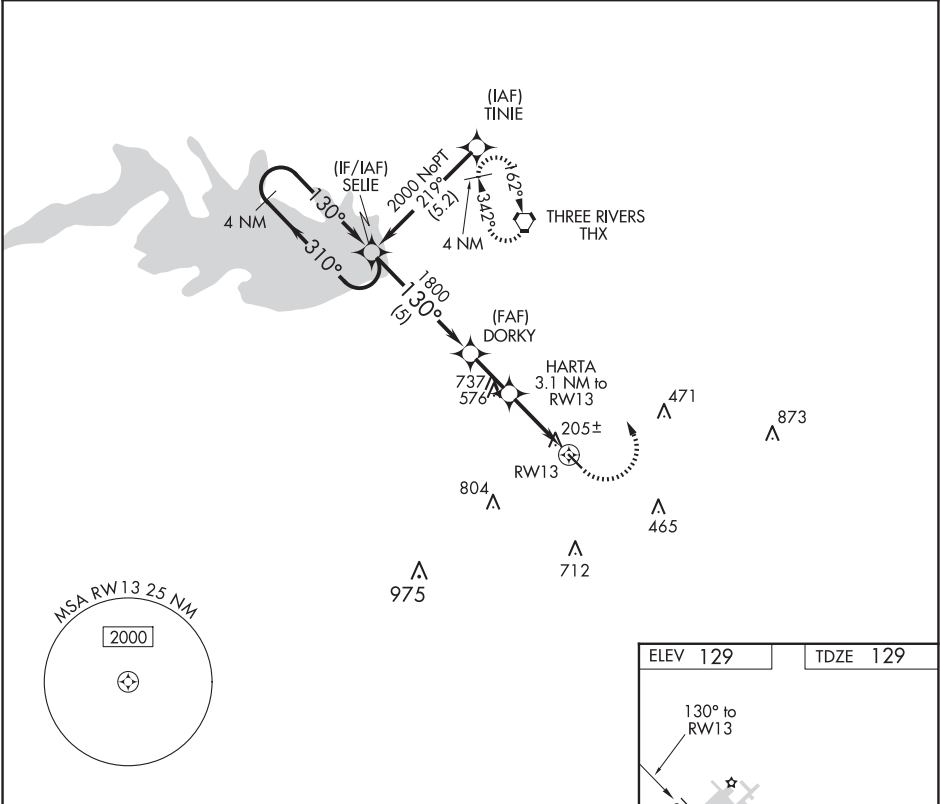 (IAF)
TINIE
(IF/IAF)
SELIE
2000 NoPT
219°
(5.2)
162°
342°
4 NM
THREE RIVERS
THX
130°
4 NM
310°
1800
130°
(5)
(FAF)
DORKY
HARTA
3.1 NM to
RW13
737
576
471
873
205±
RW13
804
465
712
975
MSA RW13 25 NM
2000
ELEV 129
TDZE 129
130° to
RW13